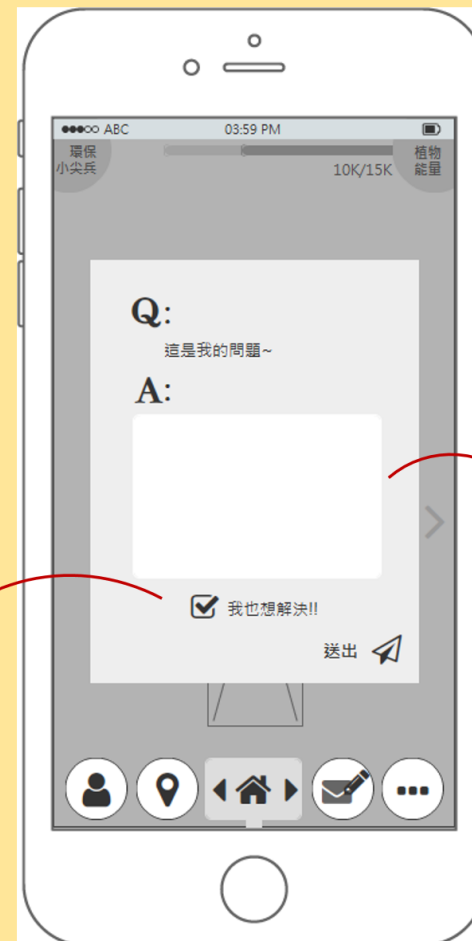 ABC 03:59 PM
環保
小尖兵
10K/15K
植物
能量
Q:
這是我的問題~
A:
我也想解決!!
送出